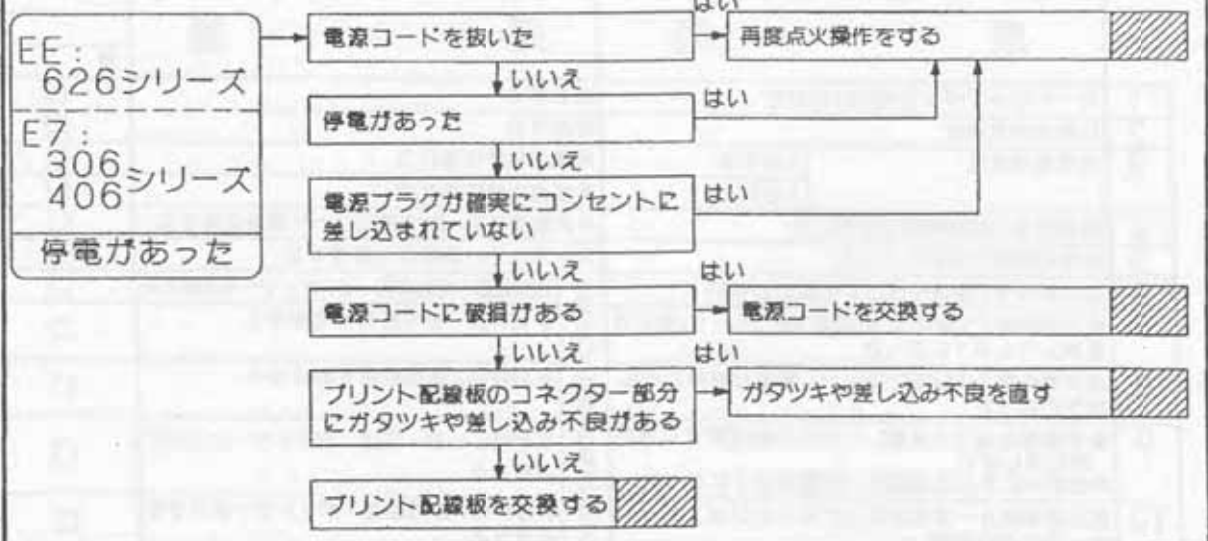 はい
EE:
626シリーズ
E7:
306
406
シリーズ
停電があった
電源コードを抜いた
再度点火操作をする
いいえ
停電があった
はい
いいえ
電源プラグが確実にコンセントに
差し込まれていない
はい
いいえ
電源コードに破損がある
はい
電源コードを交換する
いいえ
プリント配線板のコネクター部分
にガタツキや差し込み不良がある
はい
ガタツキや差し込み不良を直す
いいえ
プリント配線板を交換する